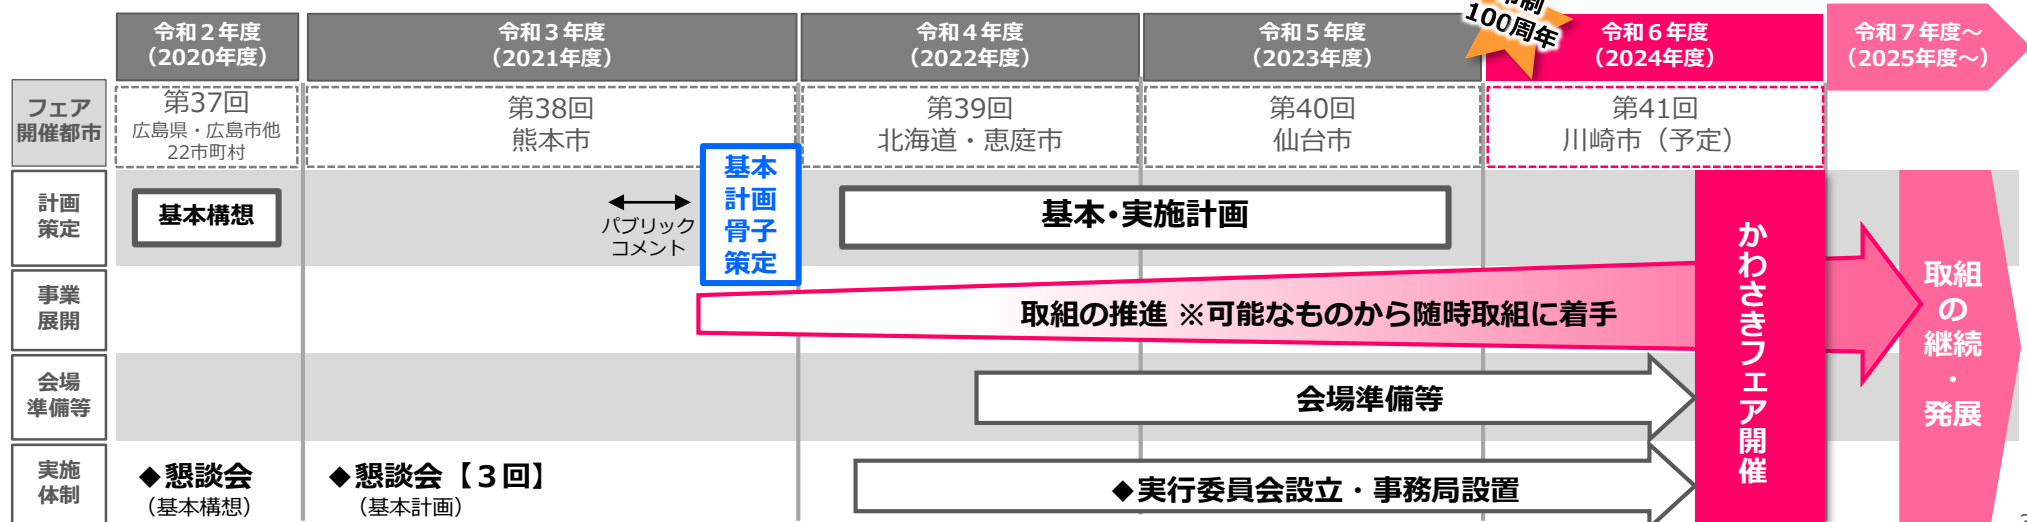 令和２年度
（2020年度）
令和３年度
（2021年度）
令和４年度
（2022年度）
令和５年度
（2023年度）
100周年
令和６年度
（2024年度）
令和７年度～
（2025年度～）
フェア
開催都市
第37回
広島県・広島市他
22市町村
第38回
熊本市
第39回
北海道・恵庭市
第40回
仙台市
第41回
川崎市（予定）
計画
策定
基本構想
パブリック
コメント
基本
計画
骨子
策定
基本・実施計画
事業
展開
取組の推進 ※可能なものから随時取組に着手
会場
準備等
会場準備等
実施
体制
◆懇談会
（基本構想）
◆懇談会【３回】
（基本計画）
◆実行委員会設立・事務局設置
かわさきフェア開催
取組
の
継続
・
発展